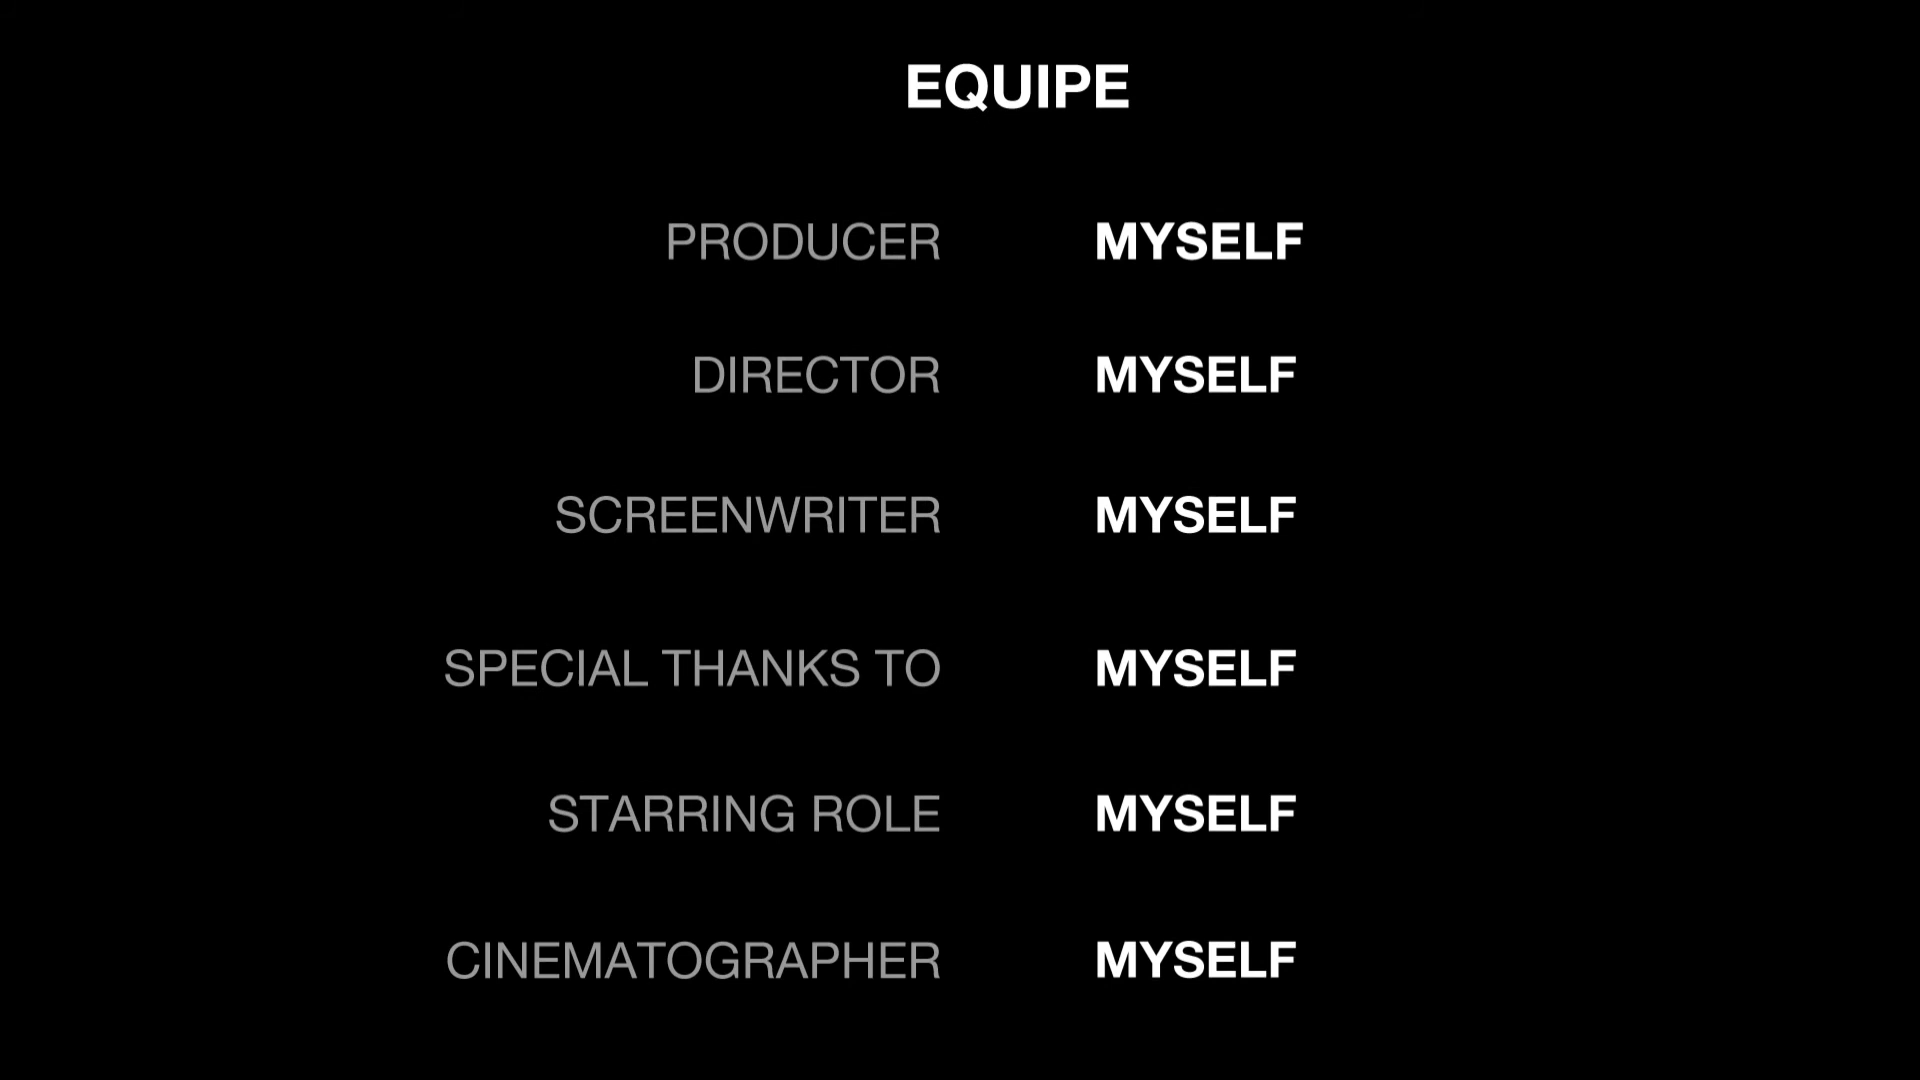 EQUIPE
PRODUCER MYSELF
DIRECTOR MYSELF
SCREENWRITER MYSELF
SPECIAL THANKS TO MYSELF
STARRING ROLE MYSELF
CINEMATOGRAPHER MYSELF